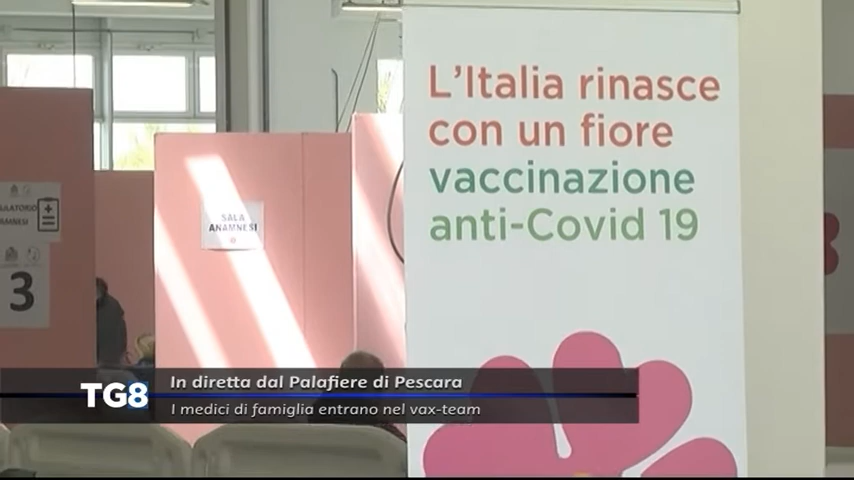 L'Italia rinasce
con un fiore
vaccinazione
anti-Covid 19
SALA
ANAMNESI
3
TG8
In diretta dal Palafiere di Pescara
I medici di famiglia entrano nel vax-team